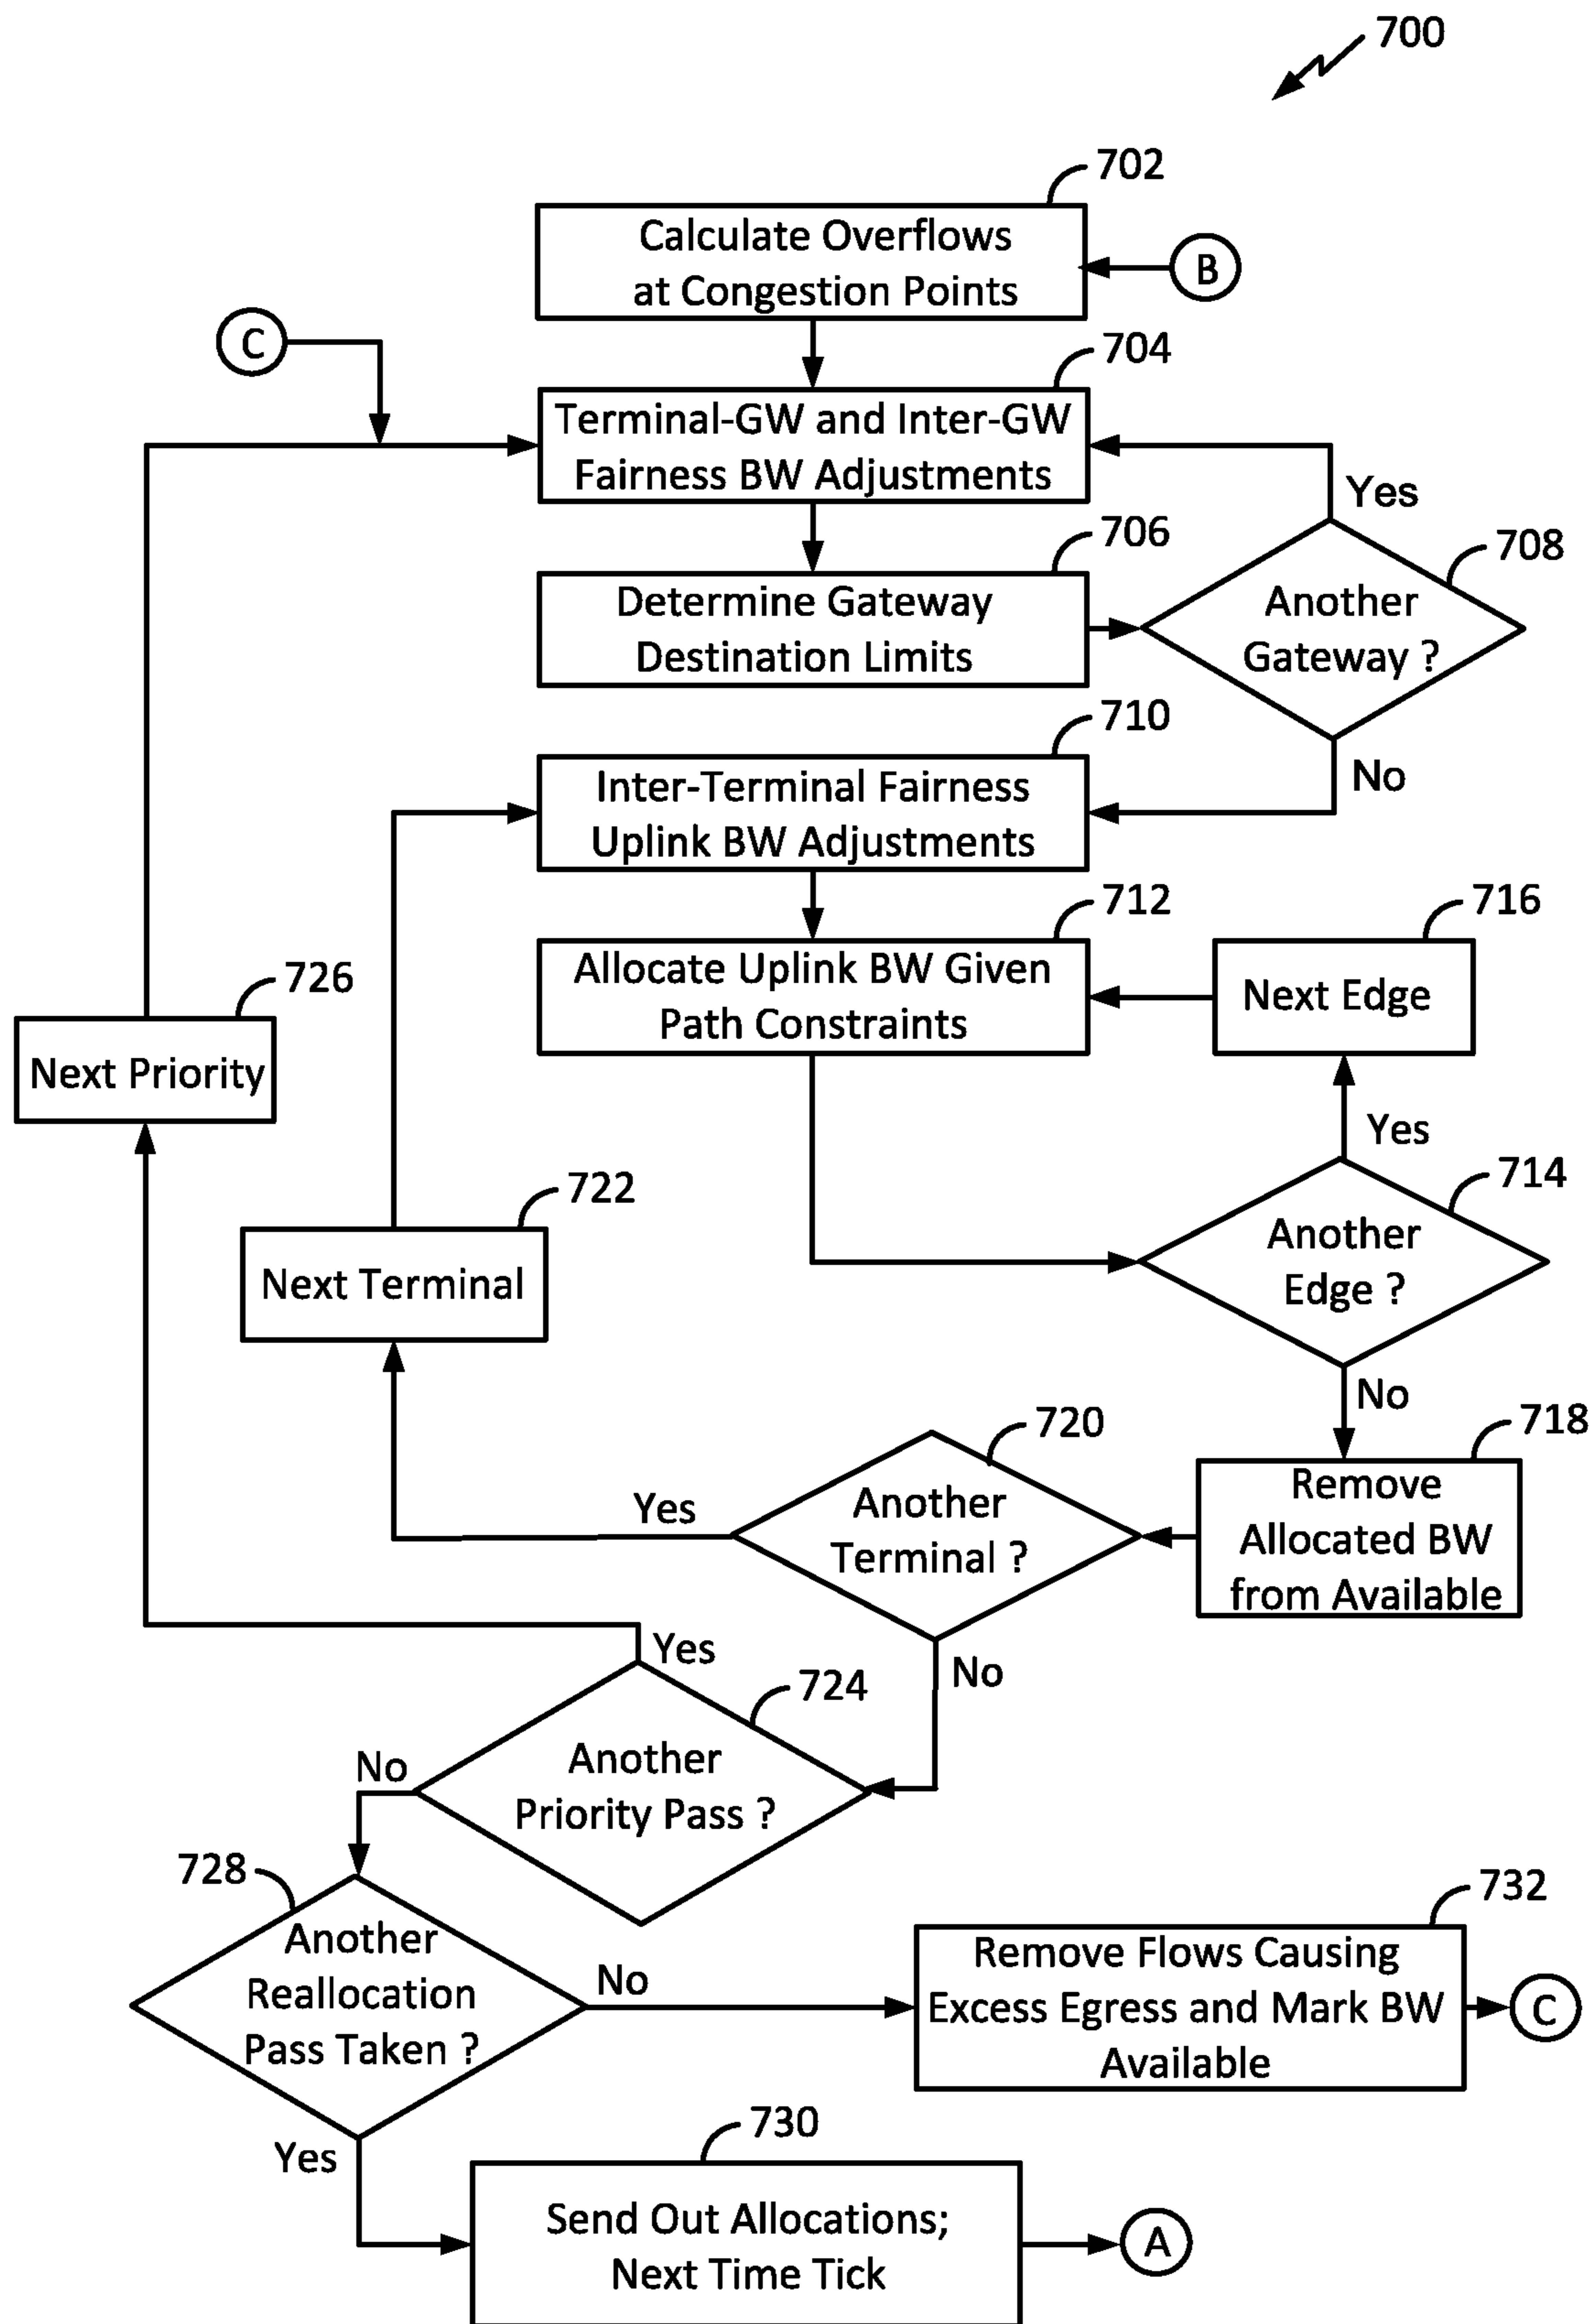 700
702
Calculate Overflows
at Congestion Points
B
C
704
Terminal-GW and Inter-GW
Fairness BW Adjustments
Yes
706
708
Determine Gateway
Destination Limits
Another
Gateway ?
710
No
Inter-Terminal Fairness
Uplink BW Adjustments
712
716
Allocate Uplink BW Given
Path Constraints
Next Edge
726
Next Priority
Yes
714
722
Another
Edge ?
Next Terminal
No
718
720
Remove
Allocated BW
from Available
Yes
Another
Terminal ?
Yes
No
724
No
Another
Priority Pass ?
728
732
Another
Reallocation
Pass Taken ?
No
Remove Flows Causing
Excess Egress and Mark BW
Available
C
730
Yes
Send Out Allocations;
Next Time Tick
A